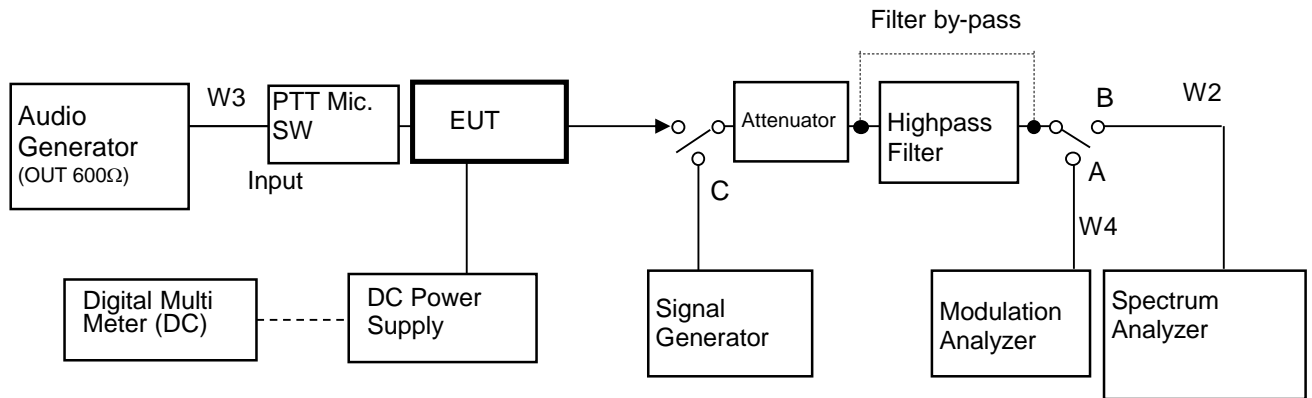 Filter by-pass
Audio
Generator
(OUT 600Ω)
W3
PTT Mic.
SW
Input
EUT
C
Attenuator
Highpass
Filter
B
A
W2
W4
Digital Multi
Meter (DC)
DC Power
Supply
Signal
Generator
Modulation
Analyzer
Spectrum
Analyzer